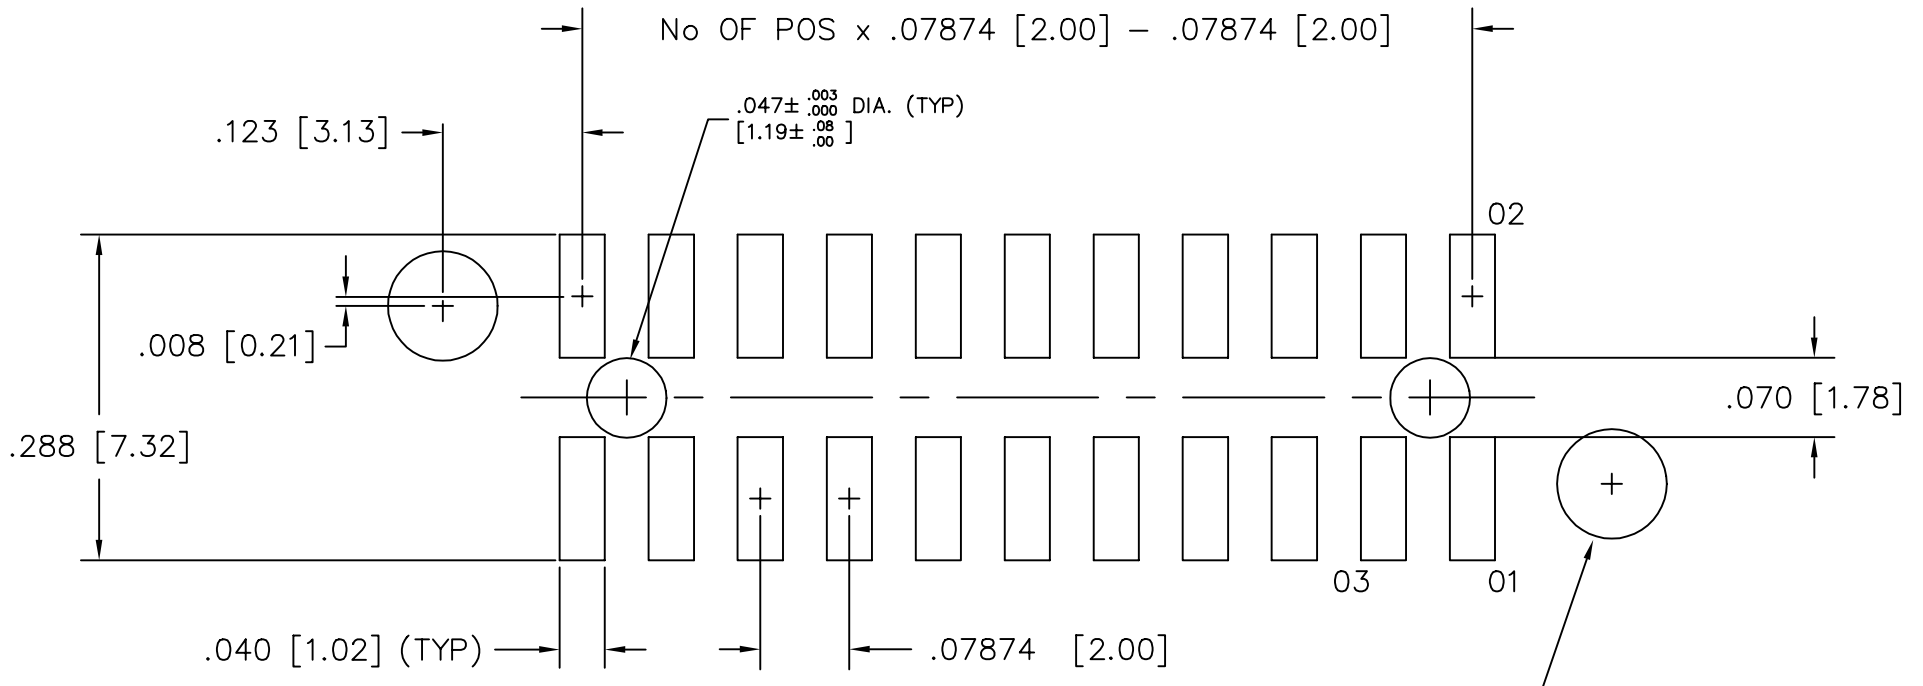 No OF POS x .07874 [2.00] – .07874 [2.00]
.047± .003 .000 DIA. (TYP)
[1.19± .08 .00 ]
.123 [3.13]
02
.008 [0.21]
.070 [1.78]
.288 [7.32]
03
01
.040 [1.02] (TYP)
.07874 [2.00]